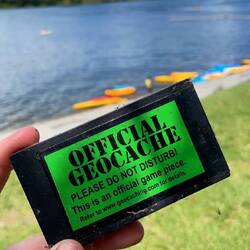 OFFICIAL
GEOCACHE
PLEASE DO NOT DISTURB!
This is an official game piece.
Refer to www.geocaching.com for details.